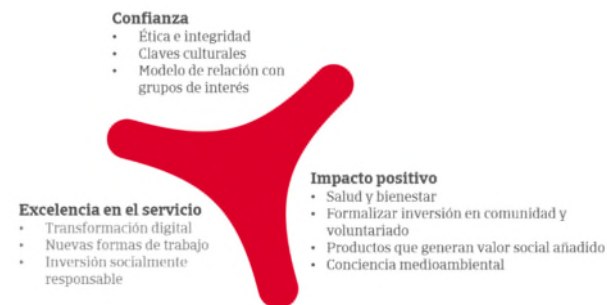 Confianza
• Ética e integridad
• Claves culturales
• Modelo de relación con
grupos de interés
Impacto positivo
• Salud y bienestar
• Formalizar inversión en comunidad y
voluntariado
• Productos que generan valor social añadido
• Conciencia medioambiental
Excelencia en el servicio
• Transformación digital
• Nuevas formas de trabajo
• Inversión socialmente
responsable